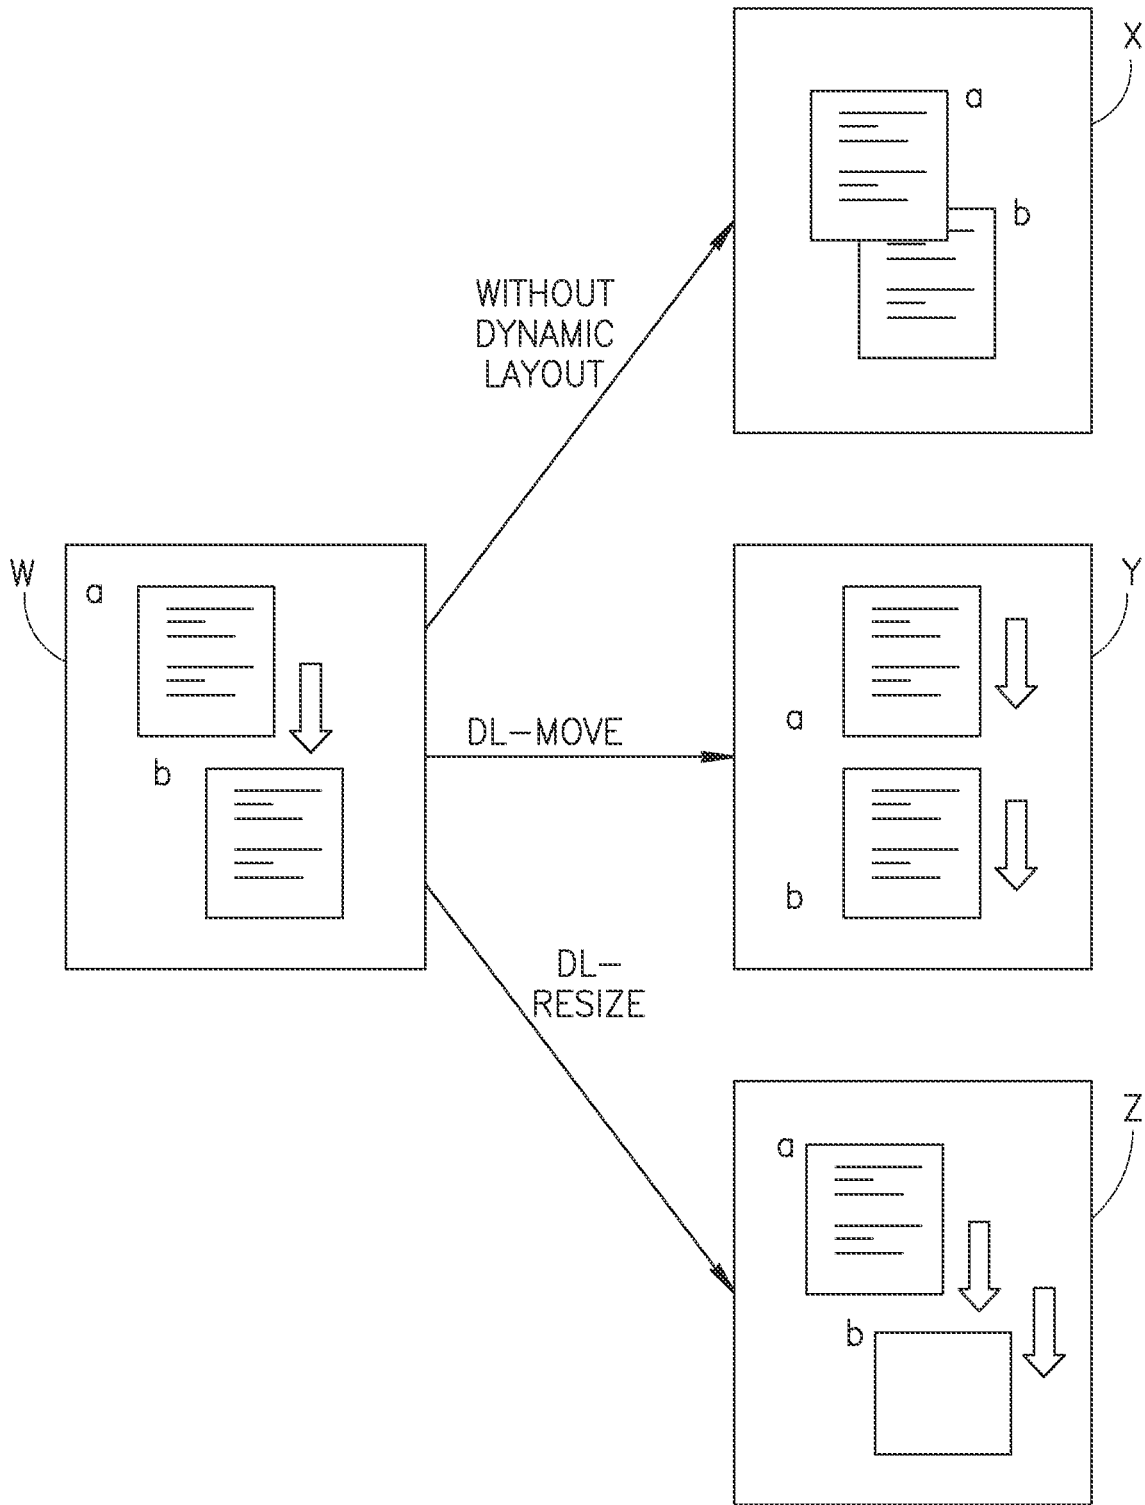 X
a
b
WITHOUT
DYNAMIC
LAYOUT
W
a
b
DL-MOVE
Y
a
b
DL-
RESIZE
Z
a
b